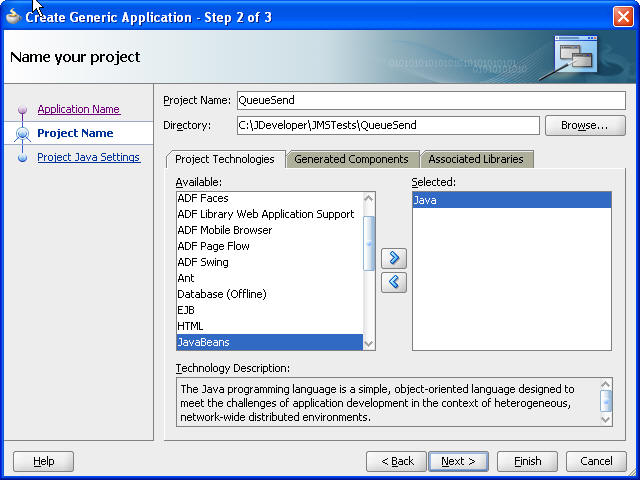 Create Generic Application - Step 2 of 3
Name your project
010101010101010101010101010
01010101010
Application Name
Project Name
Project Java Settings
Project Name: QueueSend
Directory: C:\JDeveloper\JMSTests\QueueSend Browse...
Project Technologies Generated Components Associated Libraries
Available: Selected:
ADF Faces Java
ADF Library Web Application Support
ADF Mobile Browser
ADF Page Flow
ADF Swing
Ant
Database (Offline)
EJB
HTML
JavaBeans
Technology Description:
The Java programming language is a simple, object-oriented language designed to
meet the challenges of application development in the context of heterogeneous,
network-wide distributed environments.
Help < Back Next > Finish Cancel